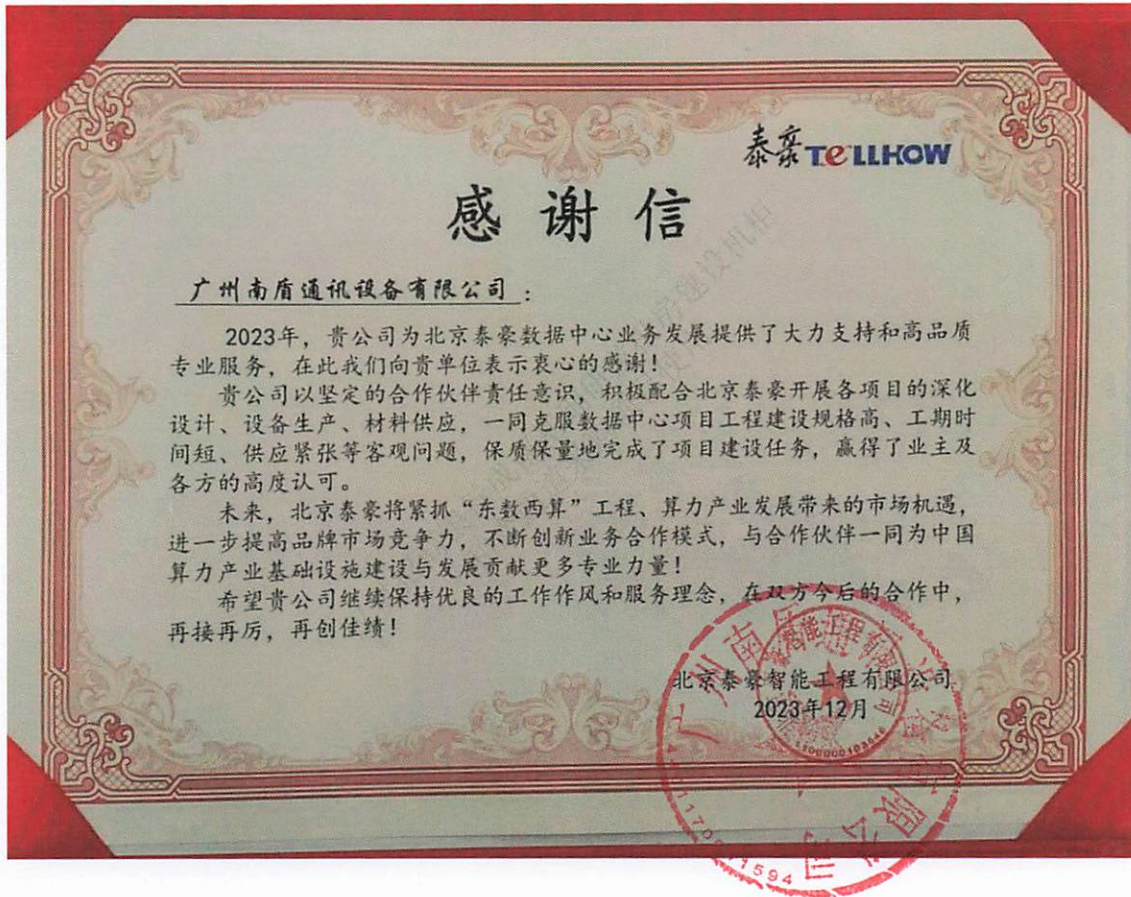 泰豪 TELLHOW
感谢信
广州南盾通讯设备有限公司：
2023年，贵公司为北京泰豪数据中心业务发展提供了大力支持和高品质
专业服务，在此我们向贵单位表示衷心的感谢！
贵公司以坚定的合作伙伴责任意识，积极配合北京泰豪开展各项目的深化
设计、设备生产、材料供应，一同克服数据中心项目工程建设规格高、工期时
间短、供应紧张等客观问题，保质保量地完成了项目建设任务，赢得了业主及
各方的高度认可。
未来，北京泰豪将紧抓“东数西算”工程、算力产业发展带来的市场机遇，
进一步提高品牌市场竞争力，不断创新业务合作模式，与合作伙伴一同为中国
算力产业基础设施建设与发展贡献更多专业力量！
希望贵公司继续保持优良的工作作风和服务理念，在双方今后的合作中，
再接再厉，再创佳绩！
北京泰豪智能工程有限公司
2023年12月